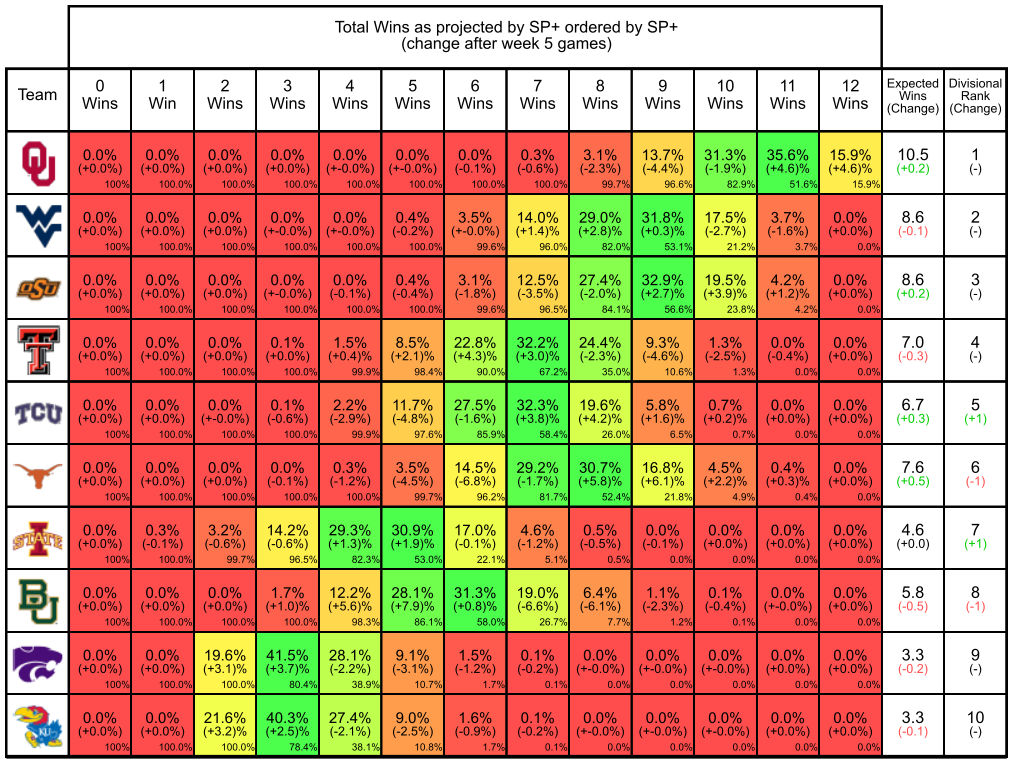 Total Wins as projected by SP+ ordered by SP+
(change after week 5 games)
Team 0 Wins 1 Win 2 Wins 3 Wins 4 Wins 5 Wins 6 Wins 7 Wins 8 Wins 9 Wins 10 Wins 11 Wins 12 Wins Expected Wins (Change) Divisional Rank (Change)
OU 0.0% 0.0% 0.0% 0.0% 0.0% 0.0% 0.0% 0.3% 3.1% 13.7% 31.3% 35.6% 15.9% 10.5 1
(+0.0%) (+0.0%) (+0.0%) (+0.0%) (+-0.0%) (+-0.0%) (-0.1%) (-0.6%) (-2.3%) (-4.4%) (-1.9%) (+4.6)% (+4.6)% (+0.2) (-)
100% 100.0% 100.0% 100.0% 100.0% 100.0% 100.0% 100.0% 99.7% 96.6% 82.9% 51.6% 15.9%
WV 0.0% 0.0% 0.0% 0.0% 0.0% 0.4% 3.5% 14.0% 29.0% 31.8% 17.5% 3.7% 0.0% 8.6 2
(+0.0%) (+0.0%) (+0.0%) (+-0.0%) (+-0.0%) (-0.2%) (+-0.0%) (+1.4)% (+2.8)% (+0.3)% (-2.7%) (-1.6%) (+0.0%) (-0.1) (-)
100% 100.0% 100.0% 100.0% 100.0% 100.0% 99.6% 96.0% 82.0% 53.1% 21.2% 3.7% 0.0%
OSU 0.0% 0.0% 0.0% 0.0% 0.0% 0.4% 3.1% 12.5% 27.4% 32.9% 19.5% 4.2% 0.0% 8.6 3
(+0.0%) (+0.0%) (+0.0%) (+-0.0%) (-0.1%) (-0.4%) (-1.8%) (-3.5%) (-2.0%) (+2.7)% (+3.9)% (+1.2)% (+0.0%) (+0.2) (-)
100% 100.0% 100.0% 100.0% 100.0% 100.0% 99.6% 96.5% 84.1% 56.6% 23.8% 4.2% 0.0%
T 0.0% 0.0% 0.0% 0.1% 1.5% 8.5% 22.8% 32.2% 24.4% 9.3% 1.3% 0.0% 0.0% 7.0 4
(+0.0%) (+0.0%) (+0.0%) (+0.0%) (+0.4)% (+2.1)% (+4.3)% (+3.0)% (-2.3%) (-4.6%) (-2.5%) (-0.4%) (+0.0%) (-0.3) (-)
100% 100.0% 100.0% 100.0% 99.9% 98.4% 90.0% 67.2% 35.0% 10.6% 1.3% 0.0% 0.0%
TCU 0.0% 0.0% 0.0% 0.1% 2.2% 11.7% 27.5% 32.3% 19.6% 5.8% 0.7% 0.0% 0.0% 6.7 5
(+0.0%) (+0.0%) (+-0.0%) (-0.6%) (-2.9%) (-4.8%) (-1.6%) (+3.8)% (+4.2)% (+1.6)% (+0.2)% (+0.0%) (+0.0%) (+0.3) (+1)
100% 100.0% 100.0% 100.0% 99.9% 97.6% 85.9% 58.4% 26.0% 6.5% 0.7% 0.0% 0.0%
0.0% 0.0% 0.0% 0.0% 0.3% 3.5% 14.5% 29.2% 30.7% 16.8% 4.5% 0.4% 0.0% 7.6 6
(+0.0%) (+0.0%) (+0.0%) (-0.1%) (-1.2%) (-4.5%) (-6.8%) (-1.7%) (+5.8)% (+6.1)% (+2.2)% (+0.3)% (+0.0%) (+0.5) (-1)
100% 100.0% 100.0% 100.0% 100.0% 99.7% 96.2% 81.7% 52.4% 21.8% 4.9% 0.4% 0.0%
I STATE 0.0% 0.3% 3.2% 14.2% 29.3% 30.9% 17.0% 4.6% 0.5% 0.0% 0.0% 0.0% 0.0% 4.6 7
(+0.0%) (-0.1%) (-0.6%) (-0.6%) (+1.3)% (+1.9)% (-0.1%) (-1.2%) (-0.5%) (-0.1%) (+0.0%) (+0.0%) (+0.0%) (+0.0) (+1)
100% 100.0% 99.7% 96.5% 82.3% 53.0% 22.1% 5.1% 0.5% 0.0% 0.0% 0.0% 0.0%
BU 0.0% 0.0% 0.0% 1.7% 12.2% 28.1% 31.3% 19.0% 6.4% 1.1% 0.1% 0.0% 0.0% 5.8 8
(+0.0%) (+0.0%) (+0.0%) (+1.0)% (+5.6)% (+7.9)% (+0.8)% (-6.6%) (-6.1%) (-2.3%) (-0.4%) (+-0.0%) (+0.0%) (-0.5) (-1)
100% 100.0% 100.0% 100.0% 98.3% 86.1% 58.0% 26.7% 7.7% 1.2% 0.1% 0.0% 0.0%
0.0% 0.0% 19.6% 41.5% 28.1% 9.1% 1.5% 0.1% 0.0% 0.0% 0.0% 0.0% 0.0% 3.3 9
(+0.0%) (+0.0%) (+3.1)% (+3.7)% (-2.2%) (-3.1%) (-1.2%) (-0.2%) (+-0.0%) (+-0.0%) (+-0.0%) (+0.0%) (+0.0%) (-0.2) (-)
100% 100.0% 100.0% 80.4% 38.9% 10.7% 1.7% 0.1% 0.0% 0.0% 0.0% 0.0% 0.0%
KU 0.0% 0.0% 21.6% 40.3% 27.4% 9.0% 1.6% 0.1% 0.0% 0.0% 0.0% 0.0% 0.0% 3.3 10
(+0.0%) (+0.0%) (+3.2)% (+2.5)% (-2.1%) (-2.5%) (-0.9%) (-0.2%) (+-0.0%) (+-0.0%) (+-0.0%) (+0.0%) (+0.0%) (-0.1) (-)
100% 100.0% 100.0% 78.4% 38.1% 10.8% 1.7% 0.1% 0.0% 0.0% 0.0% 0.0% 0.0%